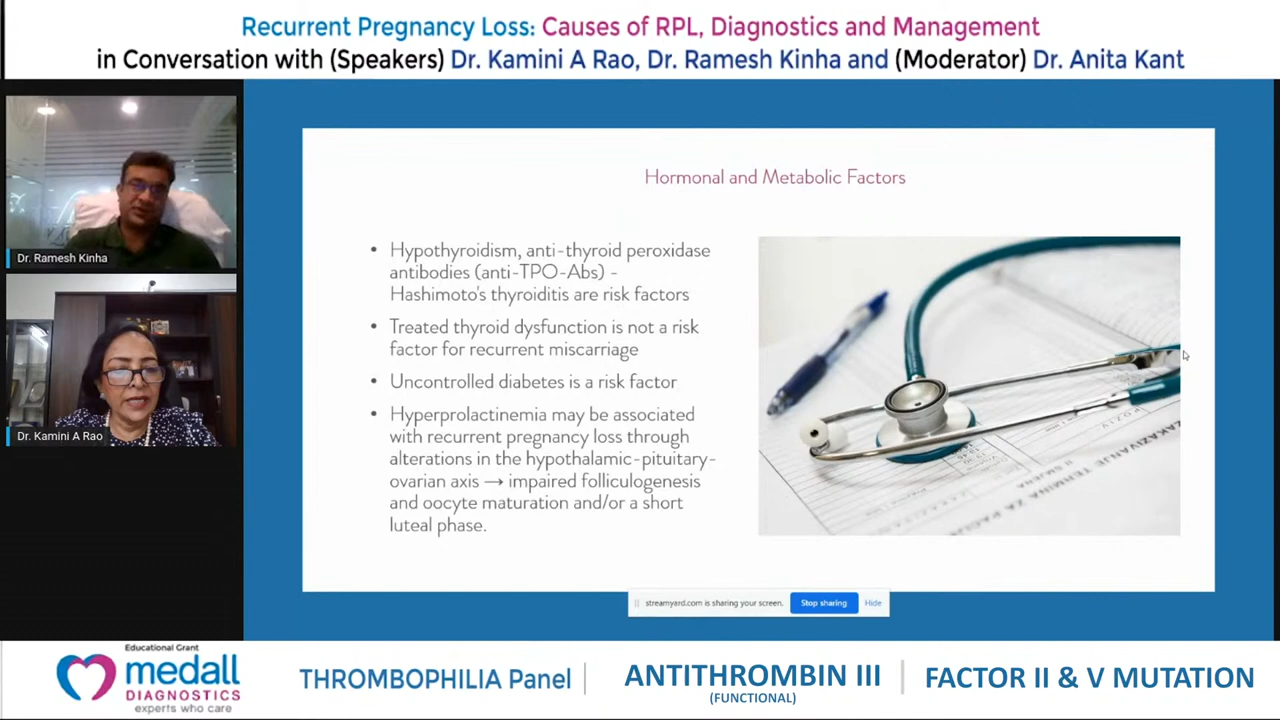 Recurrent Pregnancy Loss: Causes of RPL, Diagnostics and Management
in Conversation with (Speakers) Dr. Kamini A Rao, Dr. Ramesh Kinha and (Moderator) Dr. Anita Kant
Dr. Ramesh Kinha
Dr. Kamini A Rao
Hormonal and Metabolic Factors
• Hypothyroidism, anti-thyroid peroxidase
antibodies (anti-TPO-Abs) -
Hashimoto's thyroiditis are risk factors
• Treated thyroid dysfunction is not a risk
factor for recurrent miscarriage
• Uncontrolled diabetes is a risk factor
• Hyperprolactinemia may be associated
with recurrent pregnancy loss through
alterations in the hypothalamic-pituitary-
ovarian axis → impaired folliculogenesis
and oocyte maturation and/or a short
luteal phase.
ZAKAZIVANJE TERMINA ZA
streamyard.com is sharing your screen.
Stop sharing
Hide
Educational Grant
medall
DIAGNOSTICS
experts who care
THROMBOPHILIA Panel
ANTITHROMBIN III
(FUNCTIONAL)
FACTOR II & V MUTATION